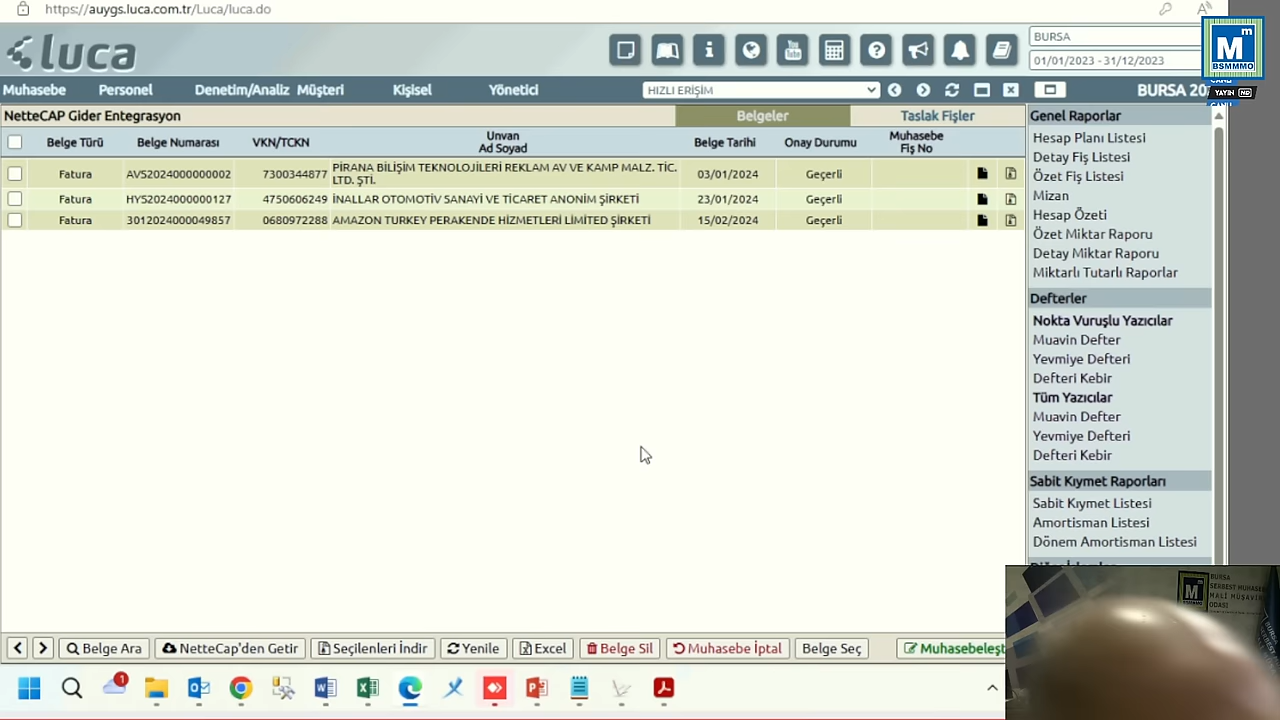 https://auygs.luca.com.tr/Luca/luca.do
luca
BURSA
01/01/2023 - 31/12/2023
M m
BSMMMO
YAYIN HD
Muhasebe Personel Denetim/Analiz Müşteri Kişisel Yönetici HIZLI ERİŞİM
NetteCAP Gider Entegrasyon Belgeler Taslak Fişler
Belge Türü Belge Numarası VKN/TCKN Unvan Ad Soyad Belge Tarihi Onay Durumu Muhasebe Fiş No
Fatura AVS2024000000002 7300344877 PİRANA BİLİŞİM TEKNOLOJİLERİ REKLAM AV VE KAMP MALZ. TİC. LTD. ŞTİ. 03/01/2024 Geçerli
Fatura HYS2024000000127 4750606249 İNALLAR OTOMOTİV SANAYİ VE TİCARET ANONİM ŞİRKETİ 23/01/2024 Geçerli
Fatura 3012024000049857 0680972288 AMAZON TURKEY PERAKENDE HİZMETLERİ LİMİTED ŞİRKETİ 15/02/2024 Geçerli
Genel Raporlar
Hesap Planı Listesi
Detay Fiş Listesi
Özet Fiş Listesi
Mizan
Hesap Özeti
Özet Miktar Raporu
Detay Miktar Raporu
Miktarlı Tutarlı Raporlar
Defterler
Nokta Vuruşlu Yazıcılar
Muavin Defter
Yevmiye Defteri
Defteri Kebir
Tüm Yazıcılar
Muavin Defter
Yevmiye Defteri
Defteri Kebir
Sabit Kıymet Raporları
Sabit Kıymet Listesi
Amortisman Listesi
Dönem Amortisman Listesi
Belge Ara NetteCap'den Getir Seçilenleri İndir Yenile Excel Belge Sil Muhasebe İptal Belge Seç Muhasebeleşt
BURSA
SERBEST MUHASE
MALİ MÜŞAVİR
ODASI